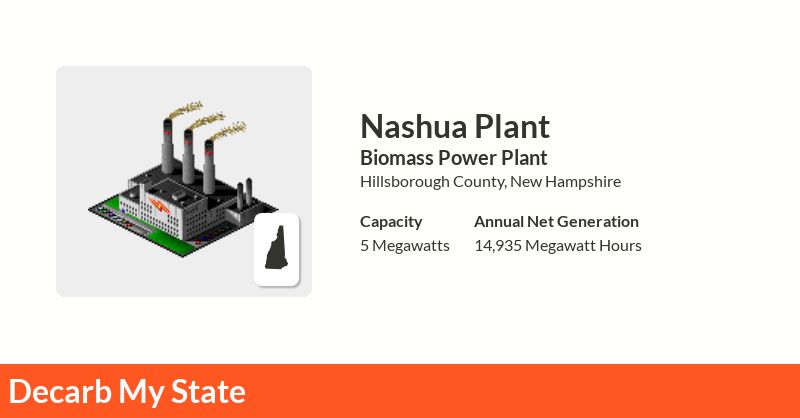 Nashua Plant
Biomass Power Plant
Hillsborough County, New Hampshire
Capacity Annual Net Generation
5 Megawatts 14,935 Megawatt Hours
Decarb My State